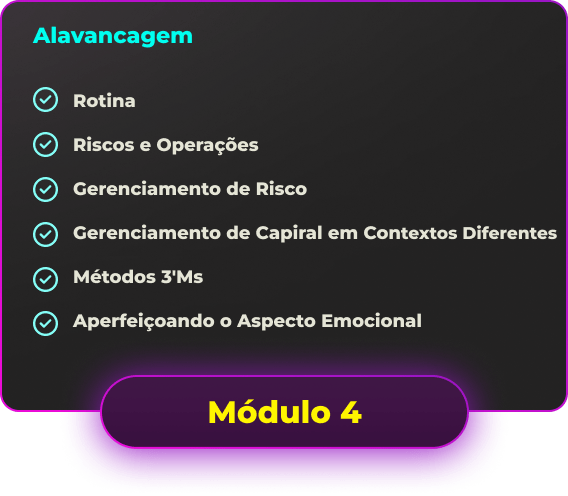 Alavancagem
Rotina
Riscos e Operações
Gerenciamento de Risco
Gerenciamento de Capiral em Contextos Diferentes
Métodos 3'Ms
Aperfeiçoando o Aspecto Emocional
Módulo 4